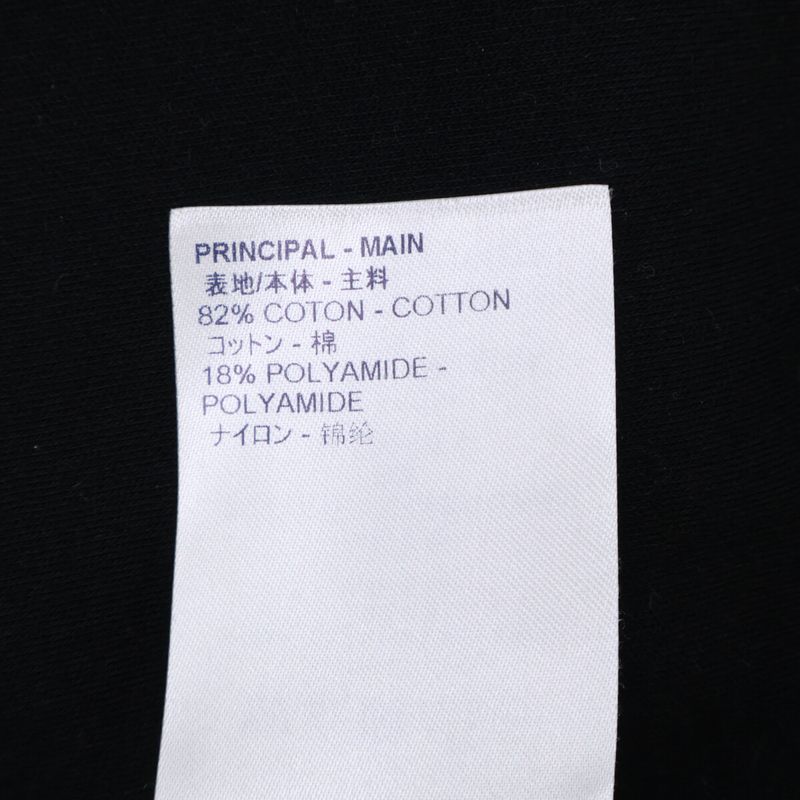 PRINCIPAL - MAIN
表地/本体 - 主料
82% COTON - COTTON
コットン - 棉
18% POLYAMIDE -
POLYAMIDE
ナイロン - 锦纶